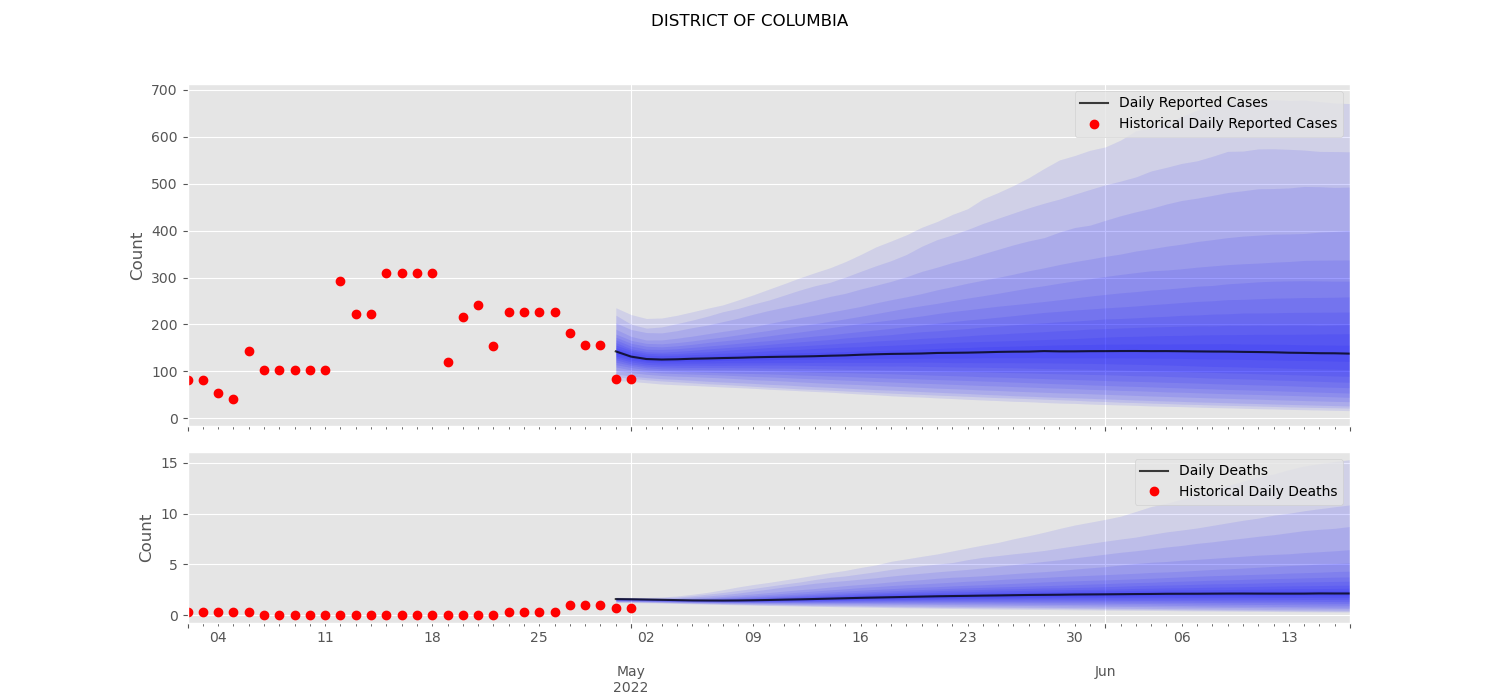 DISTRICT OF COLUMBIA
700
600
500
400
300
200
100
0
Count
Daily Reported Cases
Historical Daily Reported Cases
15
10
5
0
Count
Daily Deaths
Historical Daily Deaths
04 11 18 25 02 09 16 23 30 06 13
May Jun
2022